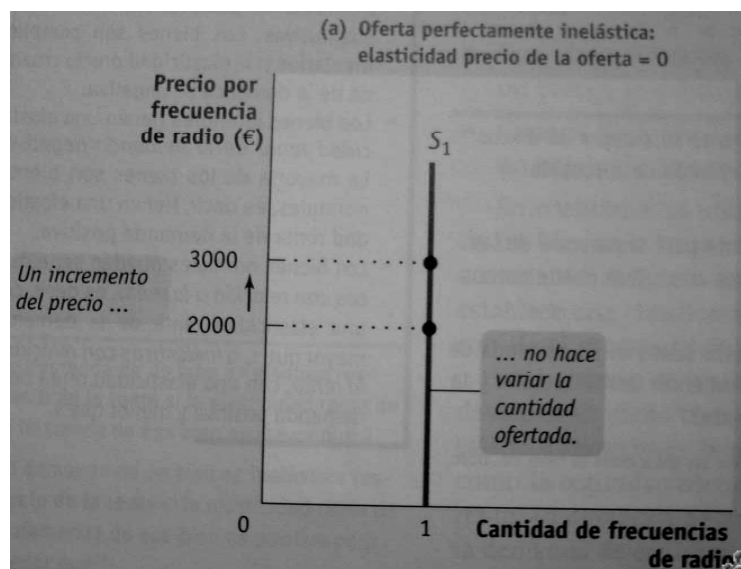 (a) Oferta perfectamente inelástica:
elasticidad precio de la oferta = 0
Precio por
frecuencia
de radio (€)
S1
3000
Un incremento
del precio ...
2000
... no hace
variar la
cantidad
ofertada.
0
1
Cantidad de frecuencias
de radio